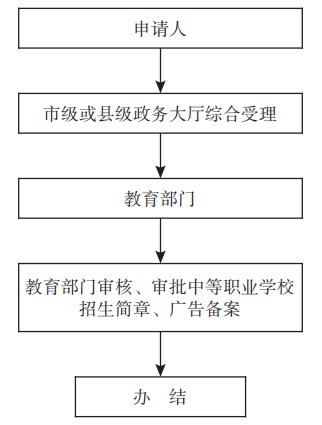 申请人
市级或县级政务大厅综合受理
教育部门
教育部门审核、审批中等职业学校
招生简章、广告备案
办 结